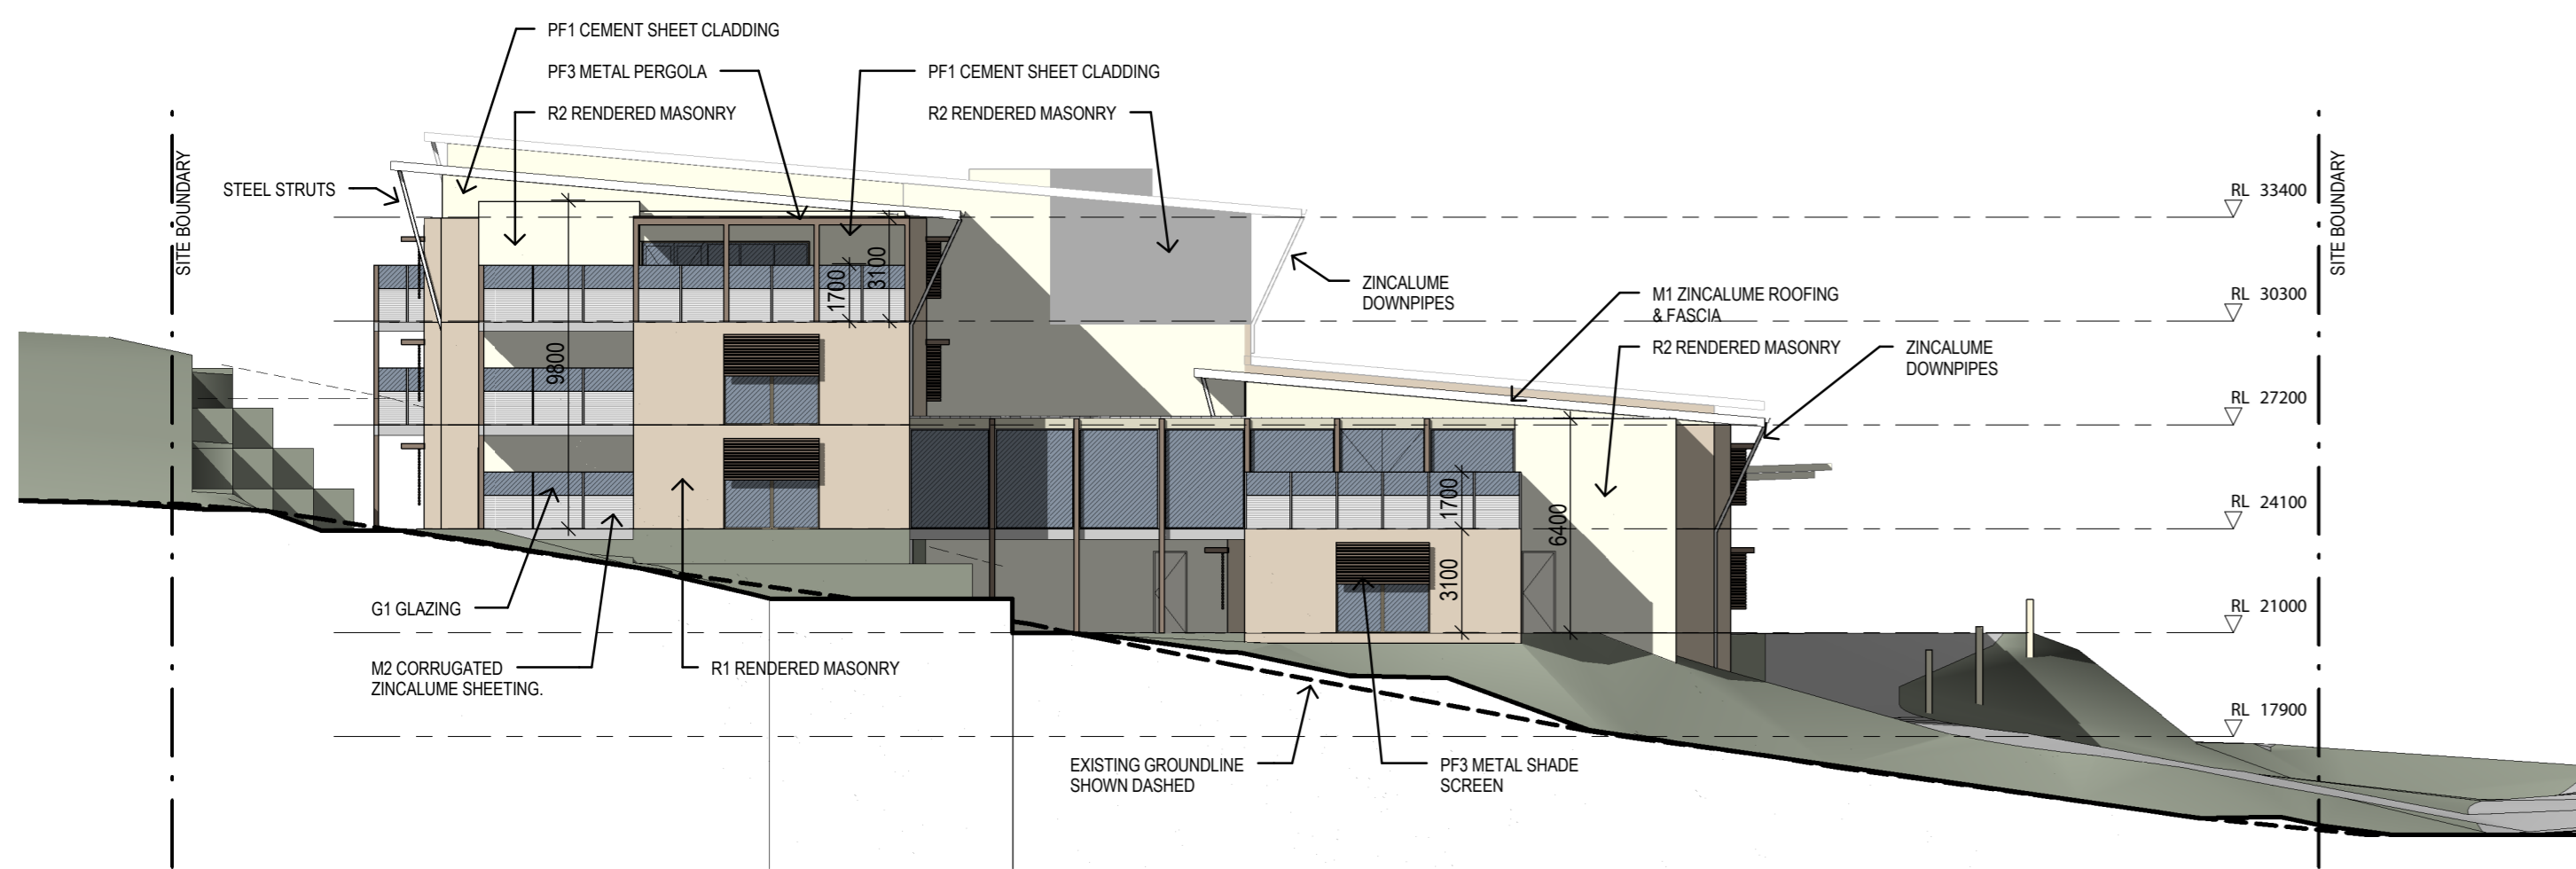 PF1 CEMENT SHEET CLADDING
PF3 METAL PERGOLA
PF1 CEMENT SHEET CLADDING
R2 RENDERED MASONRY
R2 RENDERED MASONRY
SITE BOUNDARY
STEEL STRUTS
SITE BOUNDARY
RL 33400
3100
1700
ZINCALUME
DOWNPIPES
M1 ZINCALUME ROOFING
& FASCIA
RL 30300
9800
R2 RENDERED MASONRY
ZINCALUME
DOWNPIPES
RL 27200
1700
6400
RL 24100
3100
G1 GLAZING
RL 21000
M2 CORRUGATED
ZINCALUME SHEETING.
R1 RENDERED MASONRY
RL 17900
EXISTING GROUNDLINE
SHOWN DASHED
PF3 METAL SHADE
SCREEN